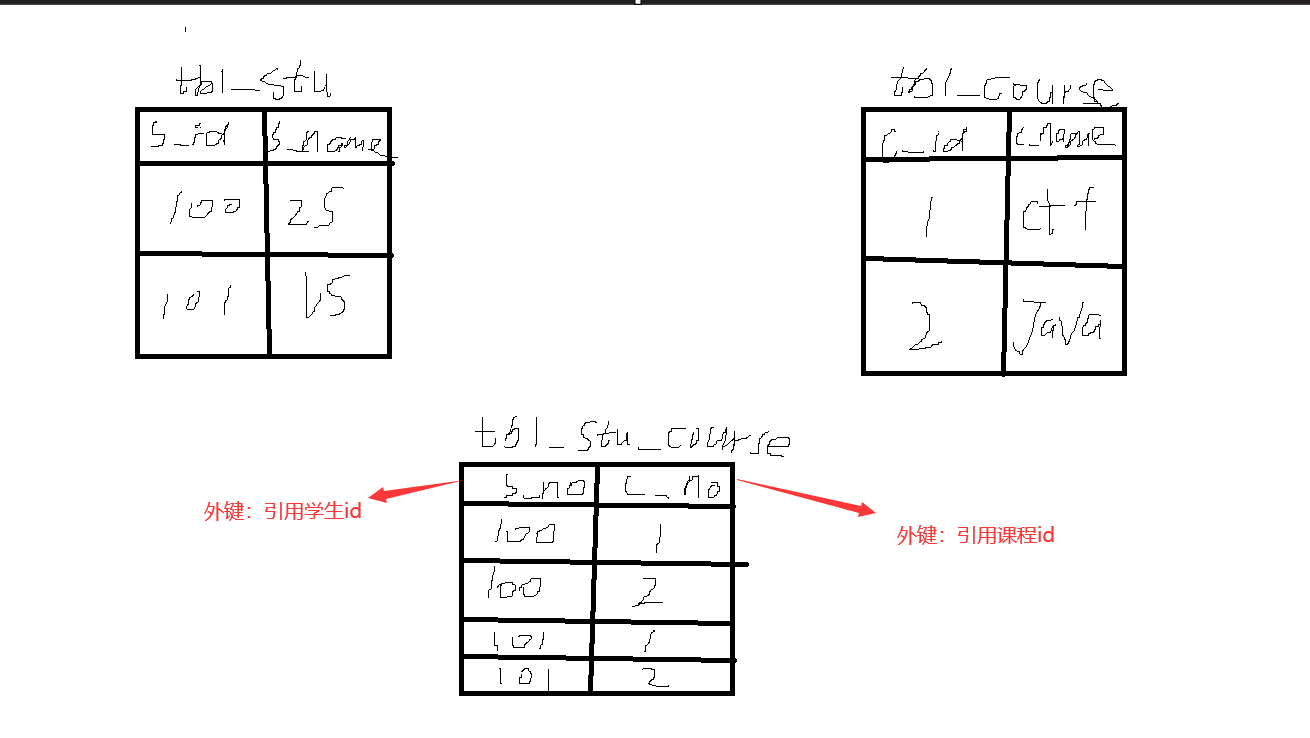 tbl_stu
s_id s_name
100 zs
101 ls
tbl_course
c_id c_name
1 c++
2 Java
tbl_stu_course
s_no c_no
100 1
100 2
101 1
101 2
外键：引用学生id
外键：引用课程id